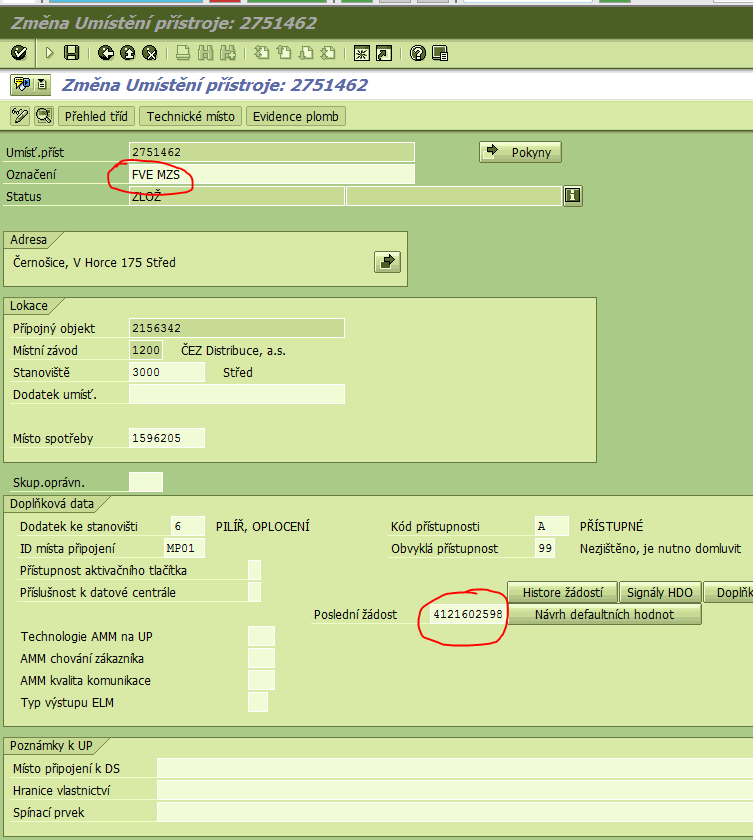 Změna Umístění přístroje: 2751462
Změna Umístění přístroje: 2751462
Přehled tříd Technické místo Evidence plomb
Umísť.příst 2751462 Pokyny
Označení FVE MZS
Status ZLOŽ
Adresa
Černošice, V Horce 175 Střed
Lokace
Přípojný objekt 2156342
Místní závod 1200 ČEZ Distribuce, a.s.
Stanoviště 3000 Střed
Dodatek umísť.
Místo spotřeby 1596205
Skup.oprávn.
Doplňková data
Dodatek ke stanovišti 6 PILÍŘ, OPLOCENÍ Kód přístupnosti A PŘÍSTUPNÉ
ID místa připojení MP01 Obvyklá přístupnost 99 Nezjištěno, je nutno domluvit
Přístupnost aktivačního tlačítka
Příslušnost k datové centrále Histore žádostí Signály HDO Doplňk
Poslední žádost 4121602598 Návrh defaultních hodnot
Technologie AMM na UP
AMM chování zákazníka
AMM kvalita komunikace
Typ výstupu ELM
Poznámky k UP
Místo připojení k DS
Hranice vlastnictví
Spínací prvek